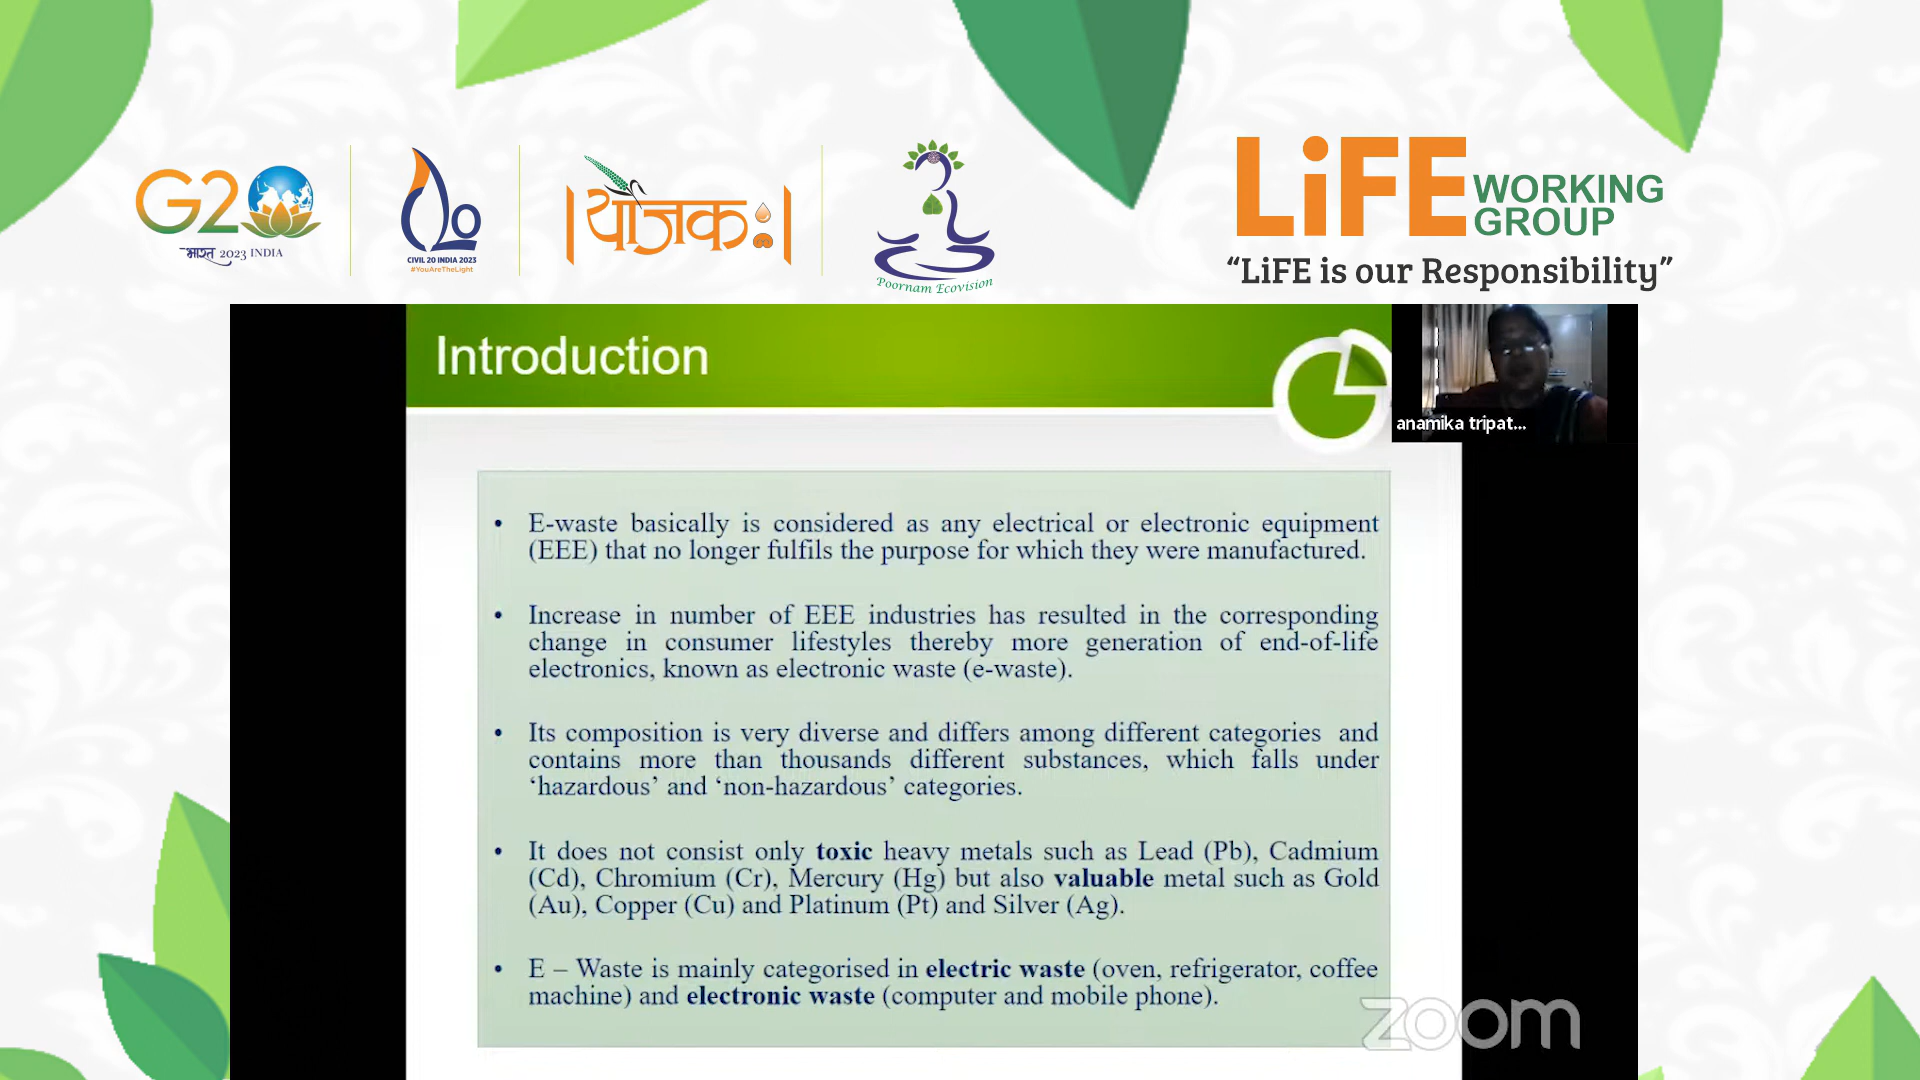 G20
भारत 2023 INDIA
CIVIL 20 INDIA 2023
#YouAreTheLight
।योजकः।
Poornam Ecovision
LiFE WORKING
GROUP
“LiFE is our Responsibility”
Introduction
anamika tripat...
• E-waste basically is considered as any electrical or electronic equipment
(EEE) that no longer fulfils the purpose for which they were manufactured.
• Increase in number of EEE industries has resulted in the corresponding
change in consumer lifestyles thereby more generation of end-of-life
electronics, known as electronic waste (e-waste).
• Its composition is very diverse and differs among different categories and
contains more than thousands different substances, which falls under
‘hazardous’ and ‘non-hazardous’ categories.
• It does not consist only toxic heavy metals such as Lead (Pb), Cadmium
(Cd), Chromium (Cr), Mercury (Hg) but also valuable metal such as Gold
(Au), Copper (Cu) and Platinum (Pt) and Silver (Ag).
• E – Waste is mainly categorised in electric waste (oven, refrigerator, coffee
machine) and electronic waste (computer and mobile phone).
zoom